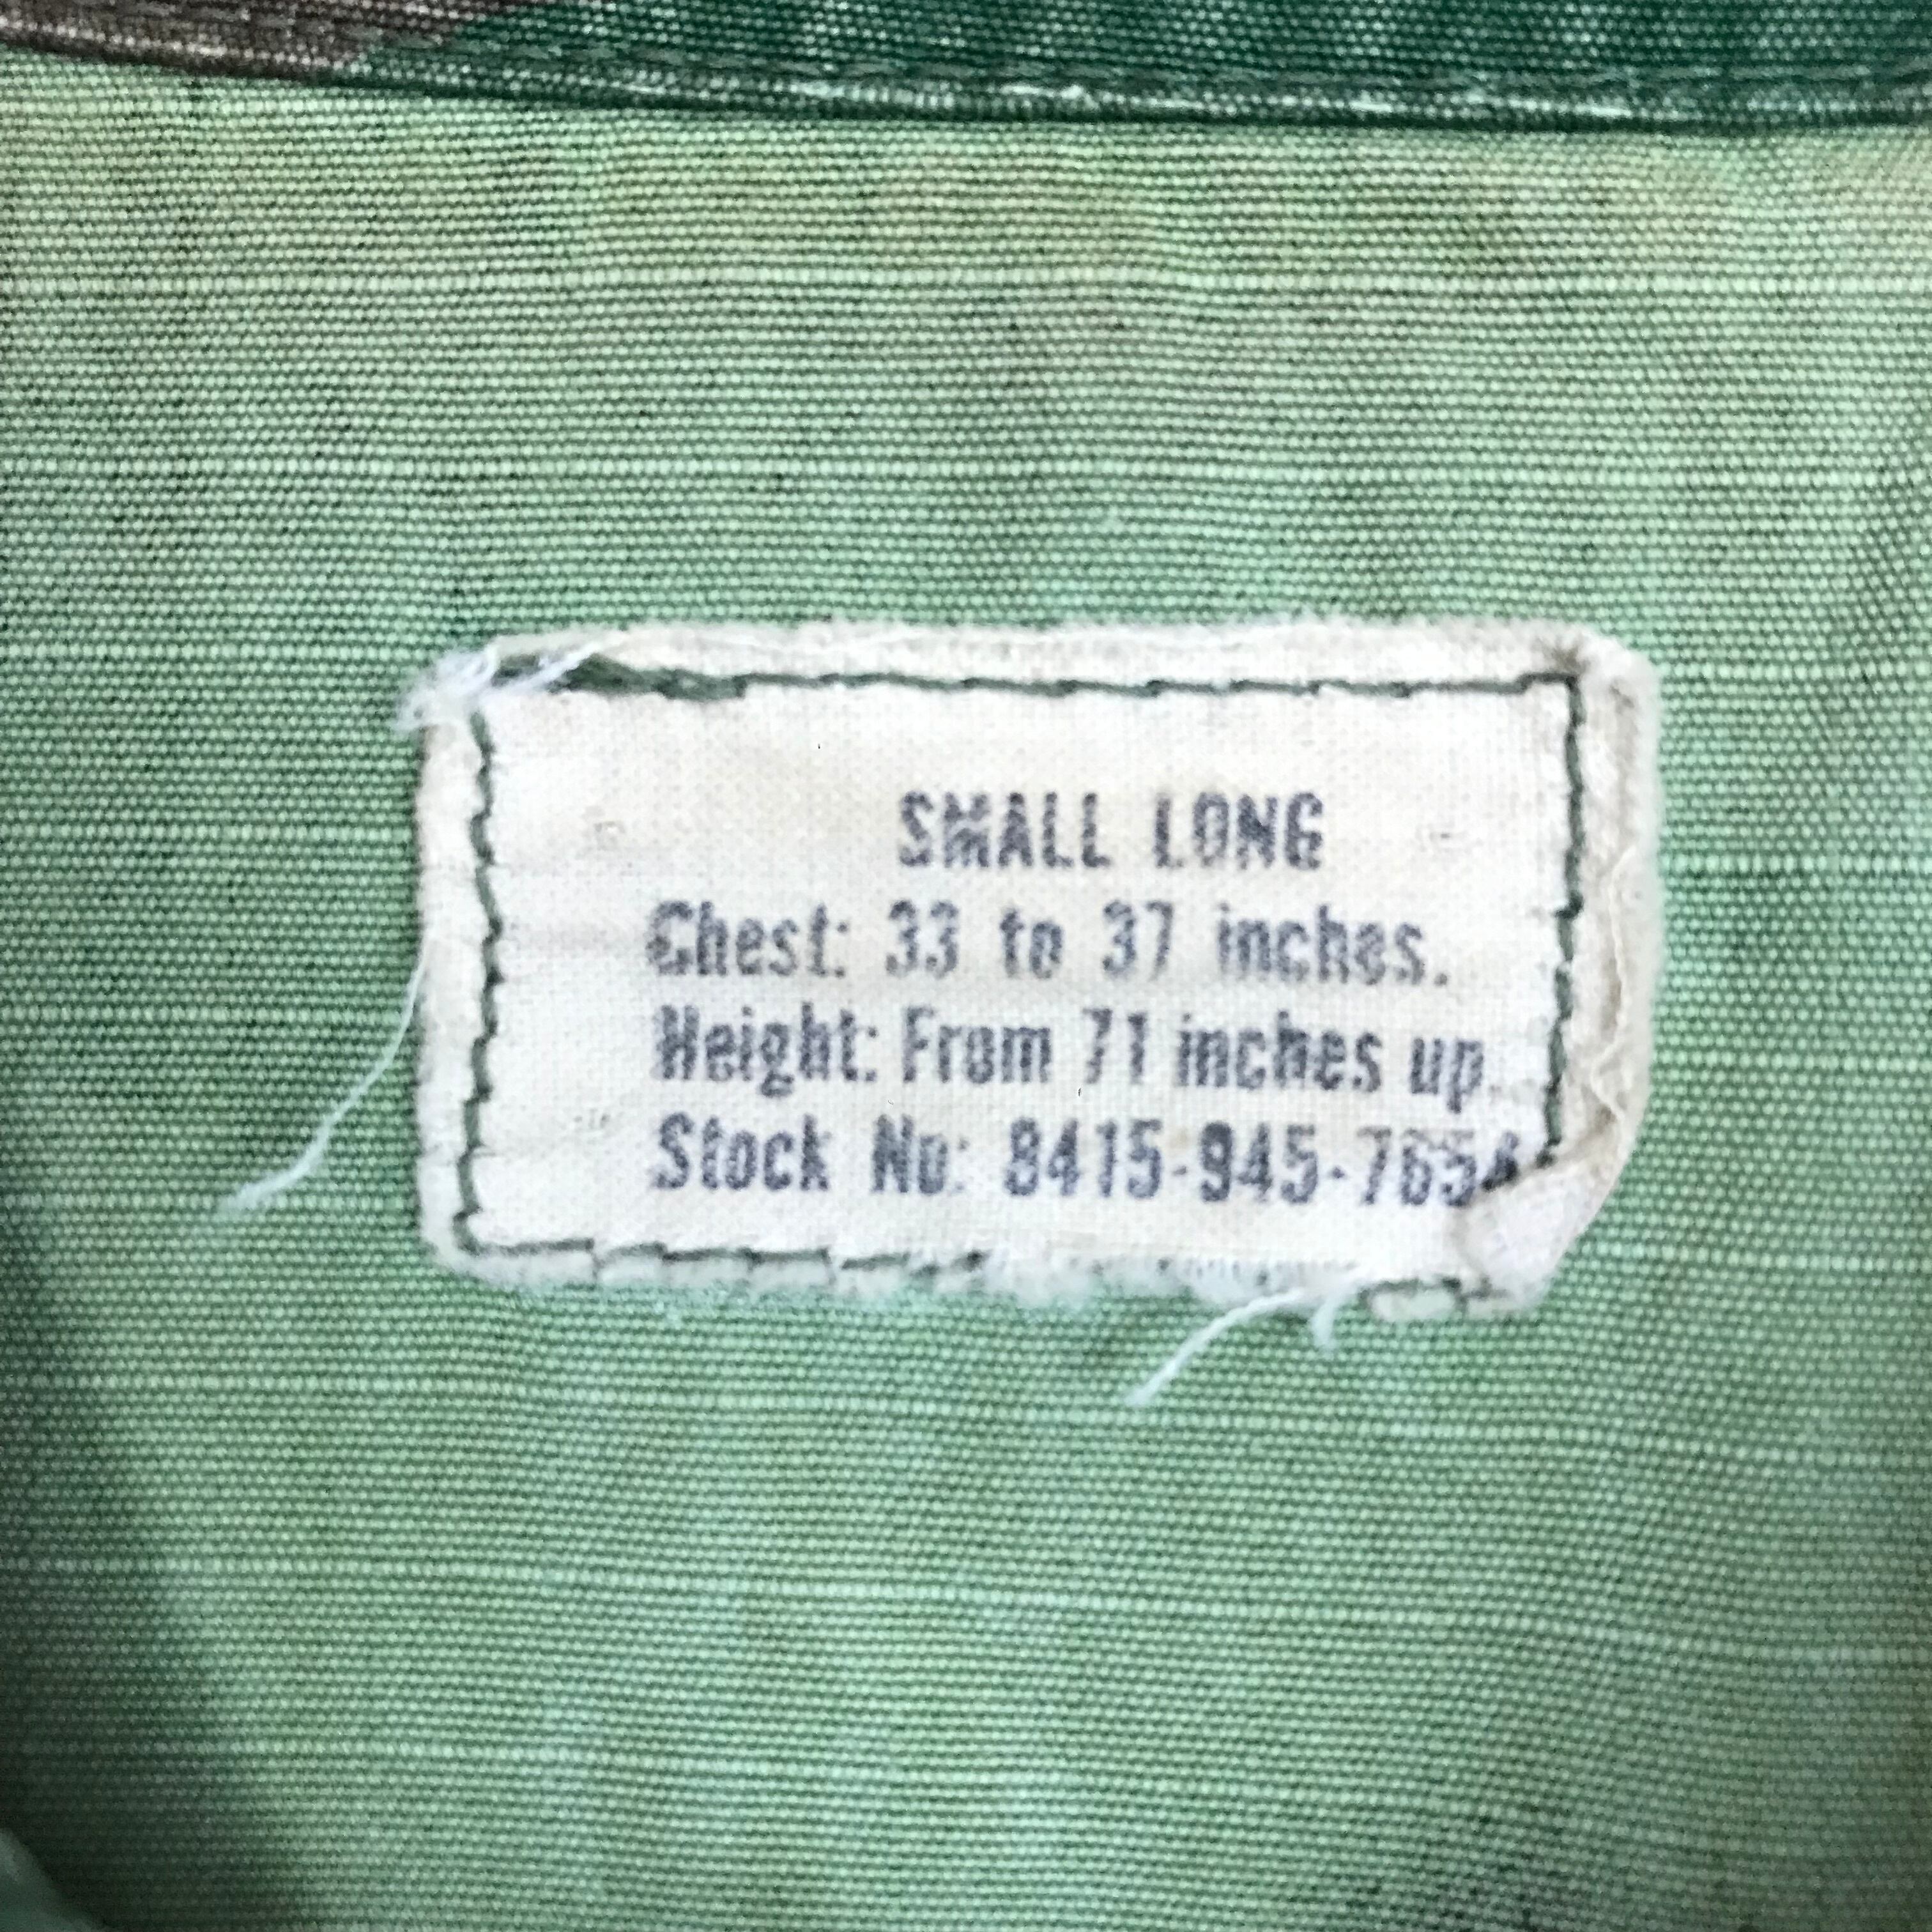 SMALL LONG
Chest: 33 to 37 inches.
Height: From 71 inches up.
Stock No: 8415-945-7654